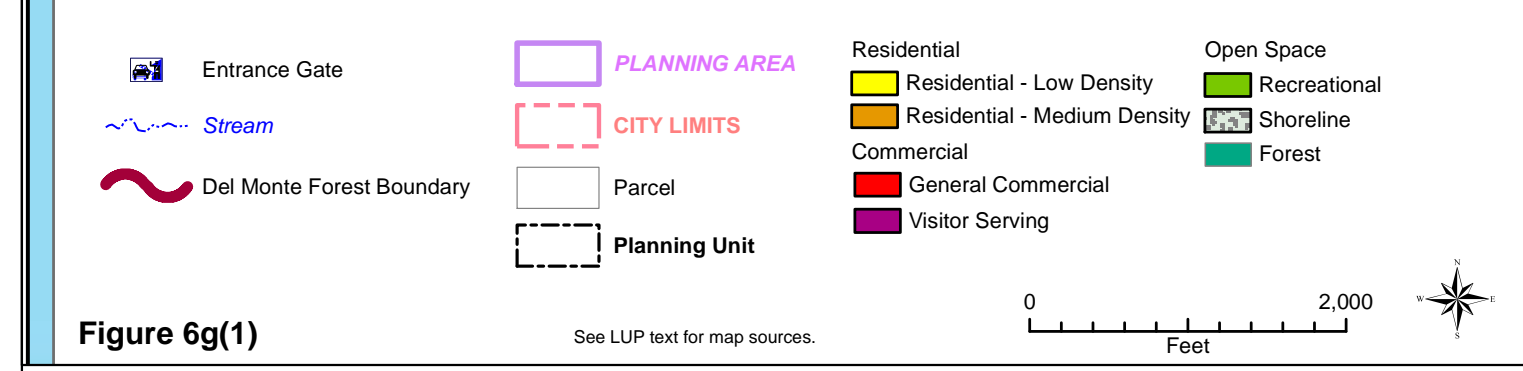 Entrance Gate
Stream
Del Monte Forest Boundary
PLANNING AREA
CITY LIMITS
Parcel
Planning Unit
Residential
Residential - Low Density
Residential - Medium Density
Commercial
General Commercial
Visitor Serving
Open Space
Recreational
Shoreline
Forest
Figure 6g(1)
See LUP text for map sources.
0 2,000
Feet
N
W E
S